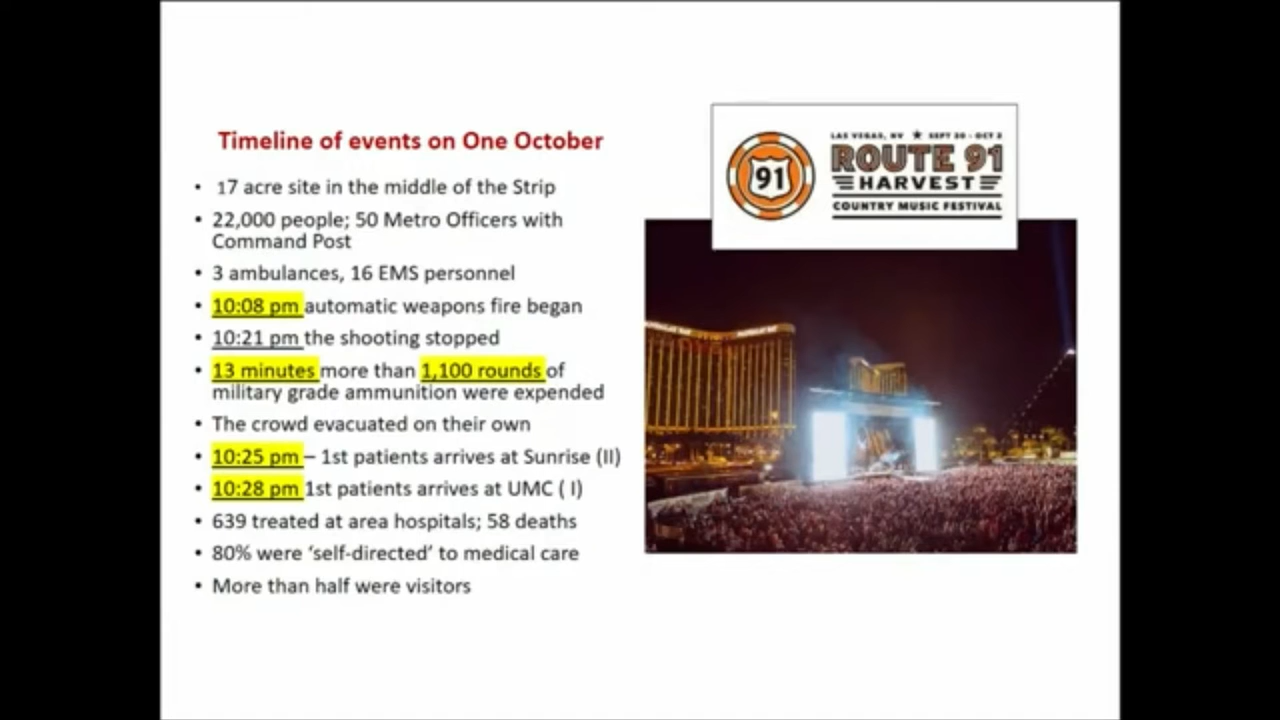 Timeline of events on One October
• 17 acre site in the middle of the Strip
• 22,000 people; 50 Metro Officers with
Command Post
• 3 ambulances, 16 EMS personnel
• 10:08 pm automatic weapons fire began
• 10:21 pm the shooting stopped
• 13 minutes more than 1,100 rounds of
military grade ammunition were expended
• The crowd evacuated on their own
• 10:25 pm – 1st patients arrives at Sunrise (II)
• 10:28 pm 1st patients arrives at UMC ( I)
• 639 treated at area hospitals; 58 deaths
• 80% were ‘self-directed’ to medical care
• More than half were visitors
LAS VEGAS, NV ★ SEPT 30 - OCT 2
91
ROUTE 91
HARVEST
COUNTRY MUSIC FESTIVAL